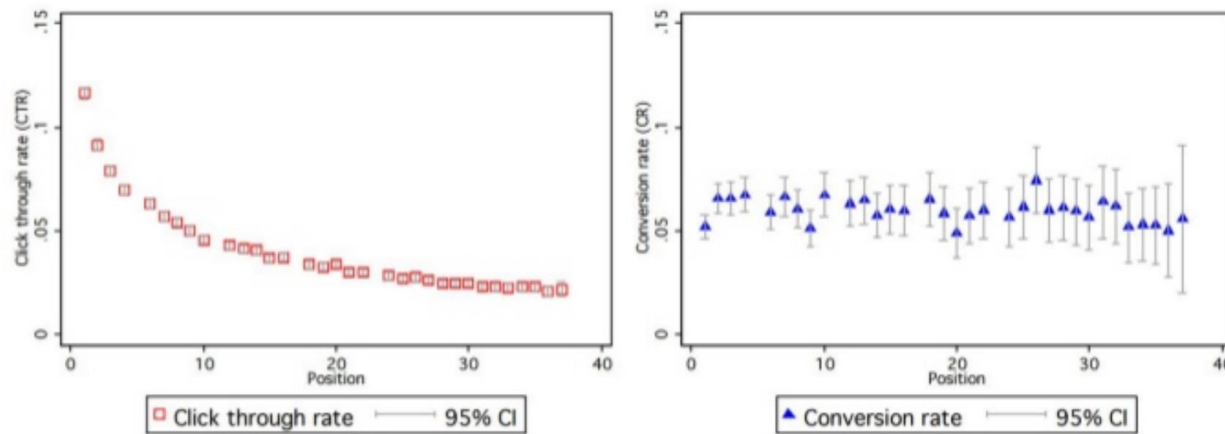 Click through rate (CTR)
0 .05 .1 .15
0 10 20 30 40
Position
Click through rate 95% CI
Conversion rate (CR)
0 .05 .1 .15
0 10 20 30 40
Position
Conversion rate 95% CI